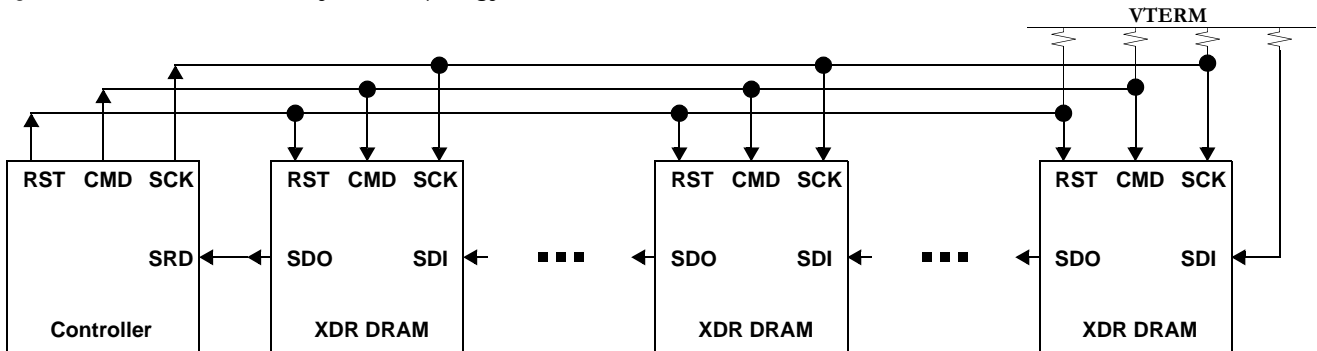 VTERM
RST CMD SCK
RST CMD SCK
RST CMD SCK
RST CMD SCK
SRD
SDO SDI
SDO SDI
SDO SDI
Controller
XDR DRAM
XDR DRAM
XDR DRAM